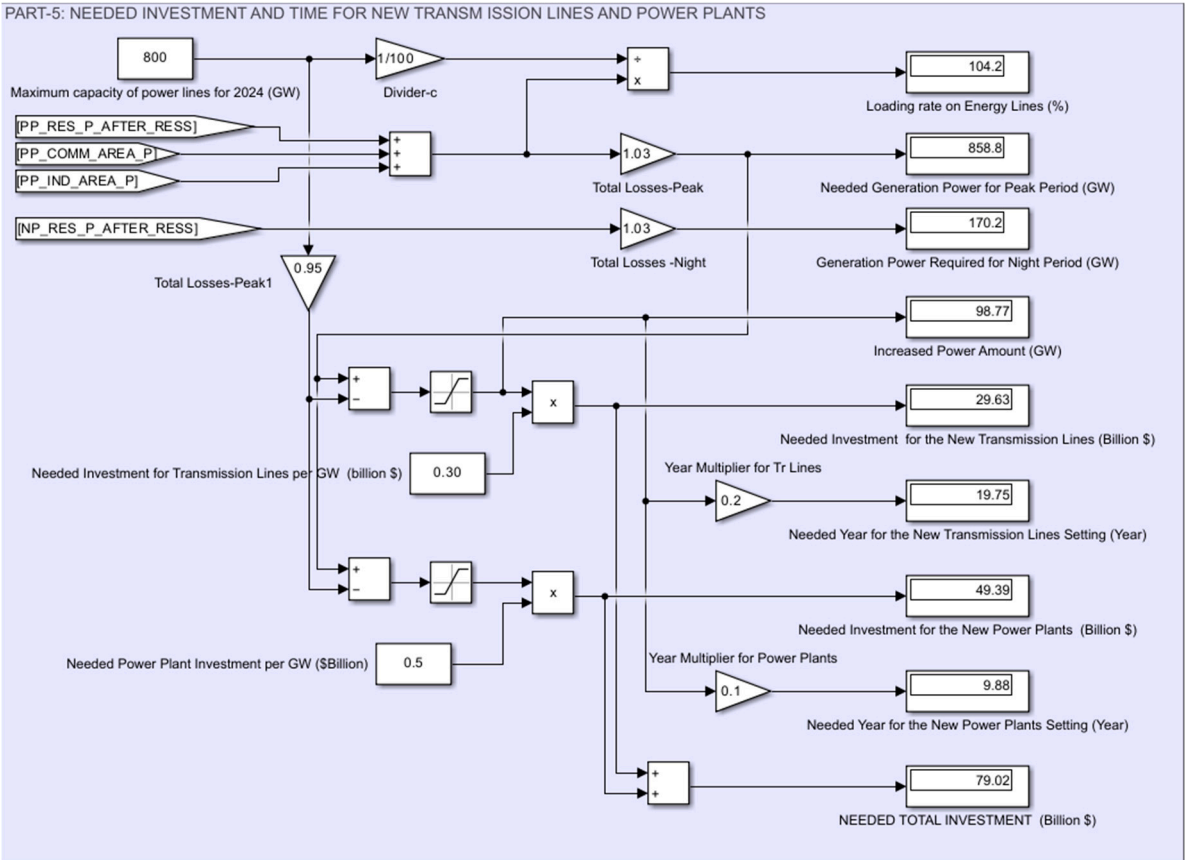 PART-5: NEEDED INVESTMENT AND TIME FOR NEW TRANSM ISSION LINES AND POWER PLANTS
800
Maximum capacity of power lines for 2024 (GW)
1/100
Divider-c
÷
x
104.2
Loading rate on Energy Lines (%)
[PP_RES_P_AFTER_RESS]
[PP_COMM_AREA_P]
[PP_IND_AREA_P]
+
+
+
1.03
Total Losses-Peak
858.8
Needed Generation Power for Peak Period (GW)
[NP_RES_P_AFTER_RESS]
1.03
Total Losses -Night
170.2
Generation Power Required for Night Period (GW)
0.95
Total Losses-Peak1
98.77
Increased Power Amount (GW)
+
−
x
29.63
Needed Investment  for the New Transmission Lines (Billion $)
Needed Investment for Transmission Lines per GW  (billion $)
0.30
Year Multiplier for Tr Lines
0.2
19.75
Needed Year for the New Transmission Lines Setting (Year)
+
−
x
49.39
Needed Investment for the New Power Plants  (Billion $)
Needed Power Plant Investment per GW ($Billion)
0.5
Year Multiplier for Power Plants
0.1
9.88
Needed Year for the New Power Plants Setting (Year)
+
+
79.02
NEEDED TOTAL INVESTMENT  (Billion $)